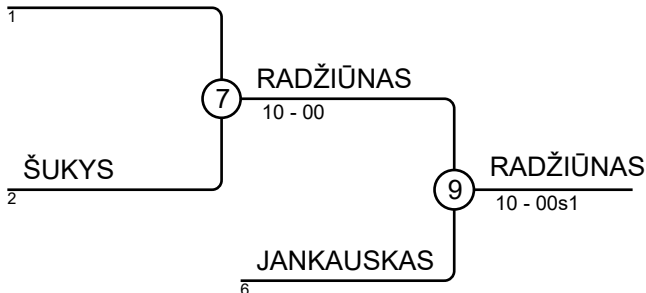 1
RADŽIŪNAS
7
10 - 00
ŠUKYS
2
RADŽIŪNAS
9
10 - 00s1
JANKAUSKAS
6